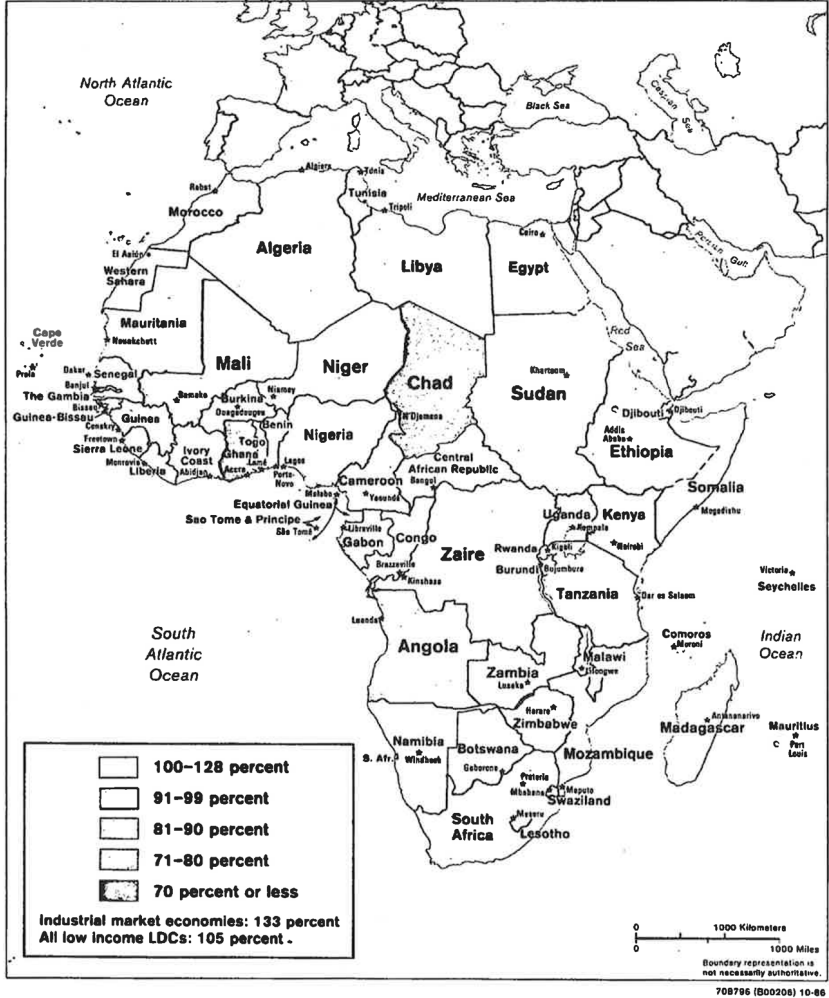 North Atlantic
Ocean
Black Sea
Caspian
Sea
Algiers
Tunis
Rabat
Tunisia
Mediterranean Sea
Tripoli
Morocco
Cairo
Persian
Gulf
El Aaiún
Algeria
Libya
Egypt
Western
Sahara
Mauritania
Red
Sea
Cape
Verde
Nouakchott
Mali
Niger
Chad
Khartoum
Sudan
Praia
Dakar
Senegal
Banjul
The Gambia
Bamako
Burkina
Niamey
Ouagadougou
N'Djamena
Djibouti
Djibouti
Bissau
Guinea-Bissau
Guinea
Benin
Nigeria
Addis
Ababa
Ethiopia
Conakry
Freetown
Sierra Leone
Togo
Ghana
Ivory
Coast
Monrovia
Liberia
Abidjan
Accra
Lomé
Lagos
Porto-
Novo
Central
African Republic
Bangui
Cameroon
Yaounde
Malabo
Equatorial Guinea
Somalia
Mogadishu
Sao Tome & Principe
São Tomé
Libreville
Gabon
Congo
Uganda
Kampala
Kenya
Nairobi
Zaire
Rwanda
Kigali
Burundi
Bujumbura
Brazzaville
Kinshasa
Tanzania
Dar es Salaam
Victoria
Seychelles
Luanda
South
Atlantic
Ocean
Angola
Comoros
Moroni
Indian
Ocean
Malawi
Lilongwe
Zambia
Lusaka
Harare
Zimbabwe
Madagascar
Antananarivo
Mauritius
Port
Louis
Namibia
Windhoek
S. Afr.
Botswana
Gaborone
Mozambique
Pretoria
Mbabane
Maputo
Swaziland
South
Africa
Maseru
Lesotho
100–128 percent
91–99 percent
81–90 percent
71–80 percent
70 percent or less
Industrial market economies: 133 percent
All low income LDCs: 105 percent.
0 1000 Kilometers
0 1000 Miles
Boundary representation is
not necessarily authoritative.
708796 (B00206) 10-86